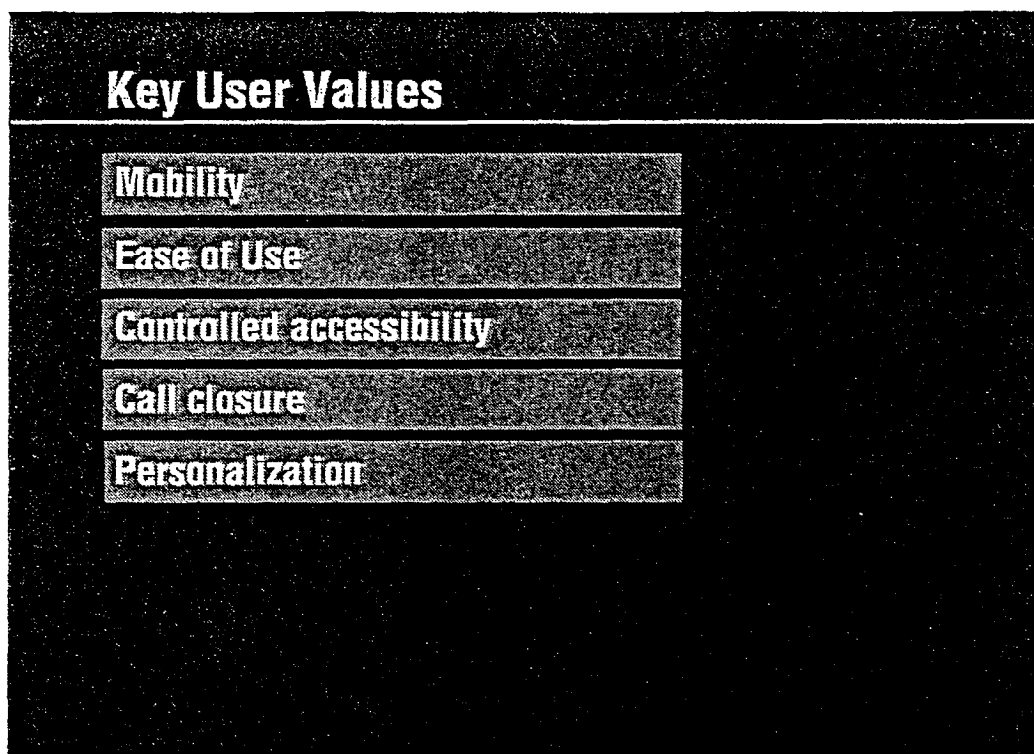 Key User Values
Mobility
Ease of Use
Controlled accessibility
Call closure
Personalization